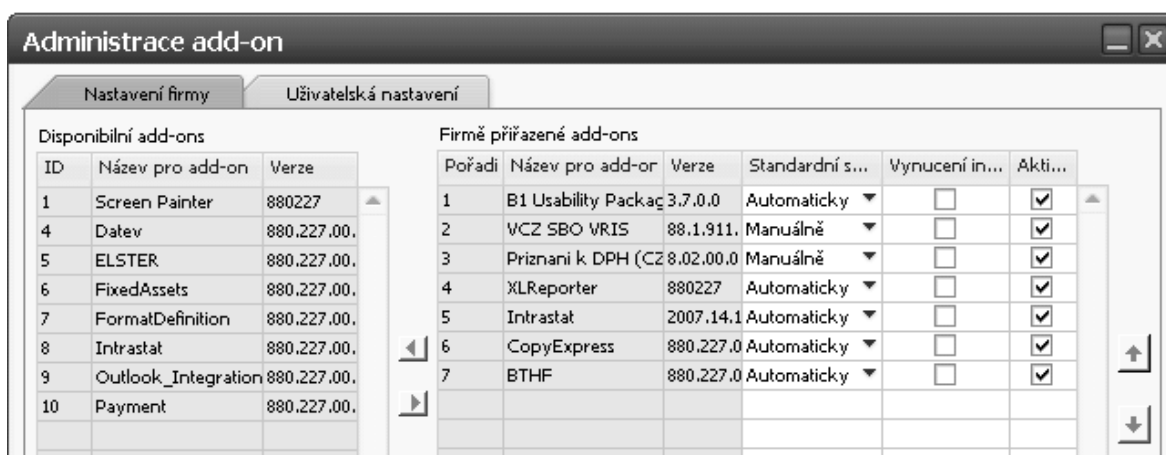 Administrace add-on
Nastavení firmy Uživatelská nastavení
Disponibilní add-ons
ID Název pro add-on Verze
1 Screen Painter 880227
4 Datev 880.227.00.
5 ELSTER 880.227.00.
6 FixedAssets 880.227.00.
7 FormatDefinition 880.227.00.
8 Intrastat 880.227.00.
9 Outlook_Integration 880.227.00.
10 Payment 880.227.00.
Firmě přiřazené add-ons
Pořadí Název pro add-on Verze Standardní s... Vynucení in... Akti...
1 B1 Usability Packag 3.7.0.0 Automaticky
2 VCZ SBO VRIS 88.1.911. Manuálně
3 Priznani k DPH (CZ 8.02.00.0 Manuálně
4 XLReporter 880227 Automaticky
5 Intrastat 2007.14.1 Automaticky
6 CopyExpress 880.227.0 Automaticky
7 BTHF 880.227.0 Automaticky